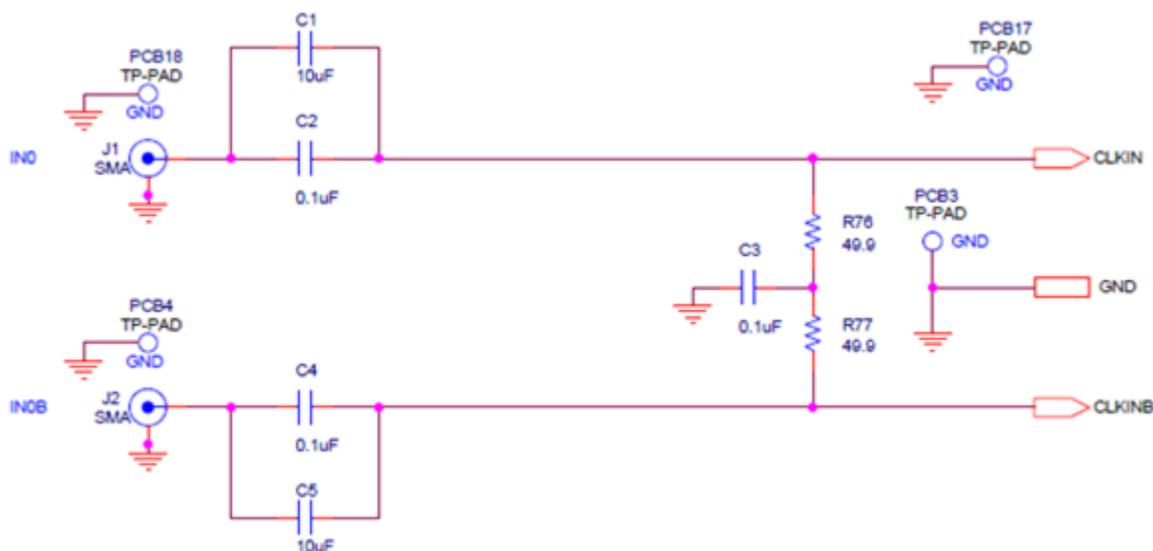 C1
10uF
PCB18
TP-PAD
GND
PCB17
TP-PAD
GND
C2
0.1uF
IN0
J1
SMA
CLKIN
R76
49.9
PCB3
TP-PAD
GND
C3
0.1uF
GND
R77
49.9
PCB4
TP-PAD
GND
IN0B
J2
SMA
C4
0.1uF
CLKINB
C5
10uF